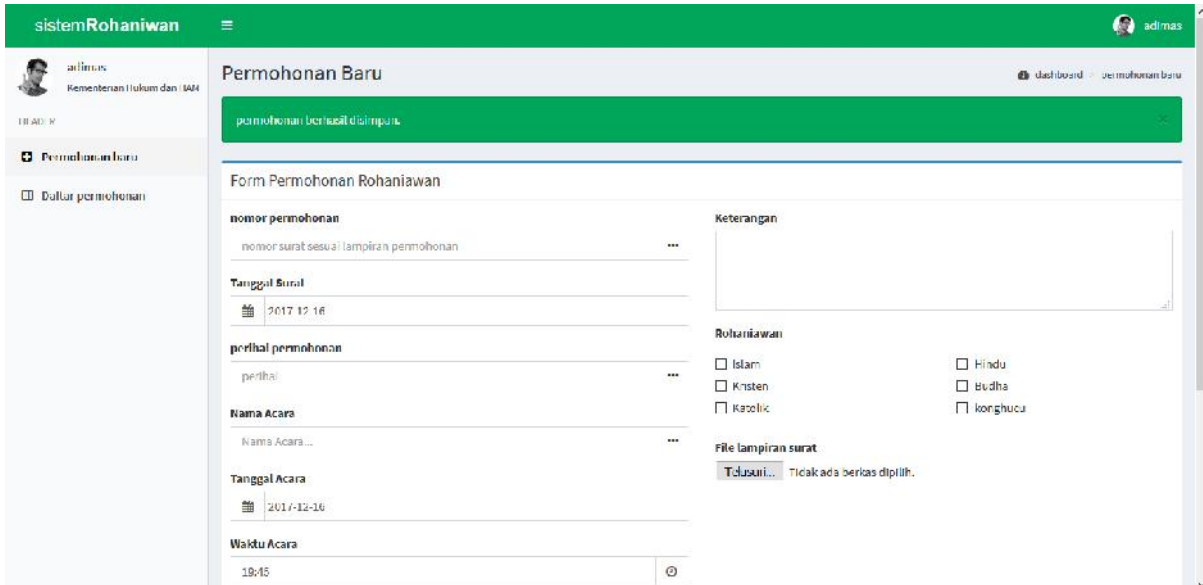 sistemRohaniwan
adimas
adimas
Kementerian Hukum dan HAM
HEADER
Permohonan baru
Daftar permohonan
Permohonan Baru
dashboard > permohonan baru
permohonan berhasil disimpan.
×
Form Permohonan Rohaniawan
nomor permohonan
nomor surat sesuai lampiran permohonan
Tanggal Surat
2017-12-16
perihal permohonan
perihal
Nama Acara
Nama Acara...
Tanggal Acara
2017-12-16
Waktu Acara
19:45
Keterangan
Rohaniawan
Islam
Hindu
Kristen
Budha
Katolik
konghucu
File lampiran surat
Telusuri... Tidak ada berkas dipilih.